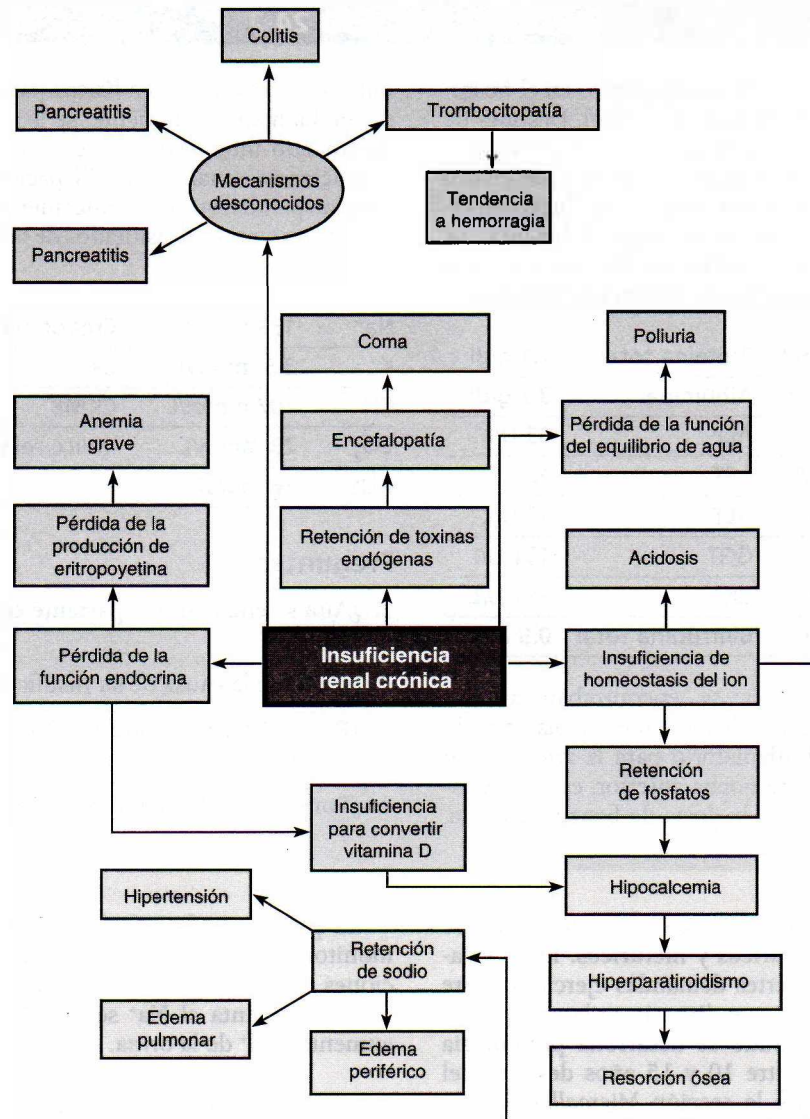 Colitis
Pancreatitis
Trombocitopatía
Mecanismos
desconocidos
Tendencia
a hemorragia
Pancreatitis
Coma
Poliuria
Anemia
grave
Encefalopatía
Pérdida de la función
del equilibrio de agua
Pérdida de la
producción de
eritropoyetina
Retención de toxinas
endógenas
Acidosis
Pérdida de la
función endocrina
Insuficiencia
renal crónica
Insuficiencia de
homeostasis del ion
Retención
de fosfatos
Insuficiencia
para convertir
vitamina D
Hipocalcemia
Hipertensión
Retención
de sodio
Hiperparatiroidismo
Edema
pulmonar
Edema
periférico
Resorción ósea